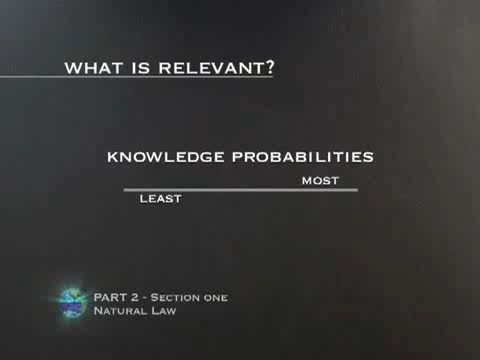 WHAT IS RELEVANT?
KNOWLEDGE PROBABILITIES
MOST
LEAST
PART 2 - SECTION ONE
NATURAL LAW